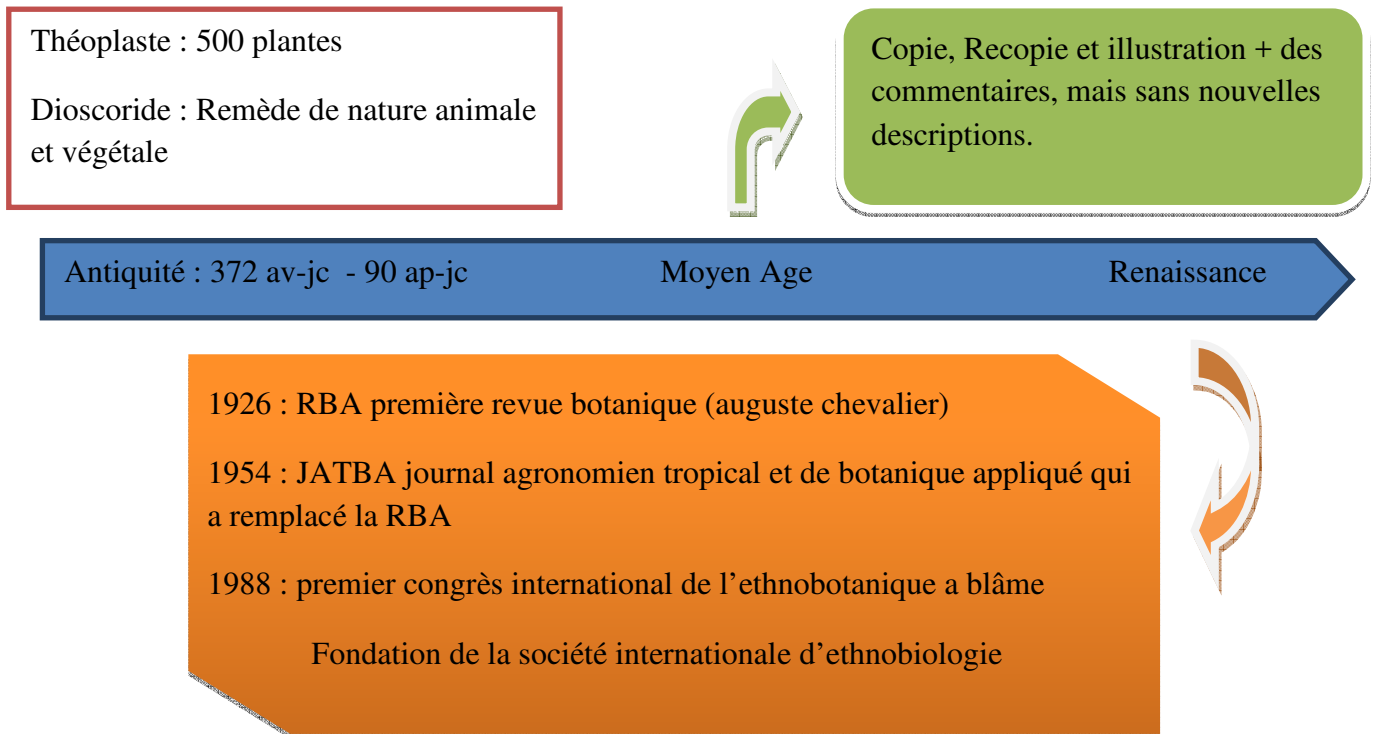 Théoplaste : 500 plantes
Dioscoride : Remède de nature animale
et végétale
Copie, Recopie et illustration + des
commentaires, mais sans nouvelles
descriptions.
Antiquité : 372 av-jc - 90 ap-jc Moyen Age Renaissance
1926 : RBA première revue botanique (auguste chevalier)
1954 : JATBA journal agronomien tropical et de botanique appliqué qui
a remplacé la RBA
1988 : premier congrès international de l’ethnobotanique a blâme
Fondation de la société internationale d’ethnobiologie